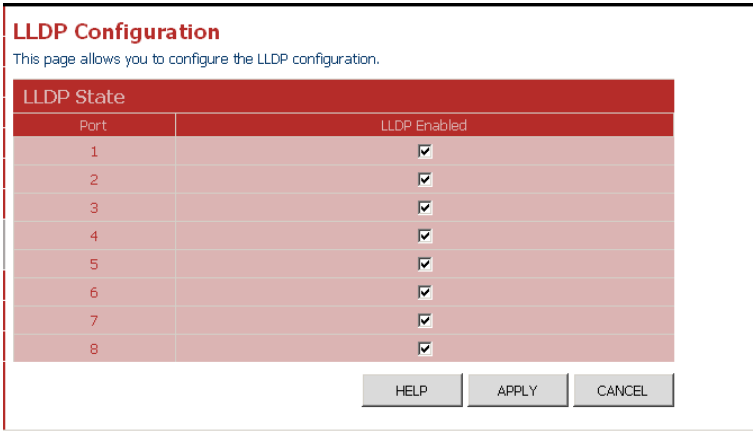 LLDP Configuration
This page allows you to configure the LLDP configuration.
LLDP State
Port LLDP Enabled
1
2
3
4
5
6
7
8
HELP APPLY CANCEL